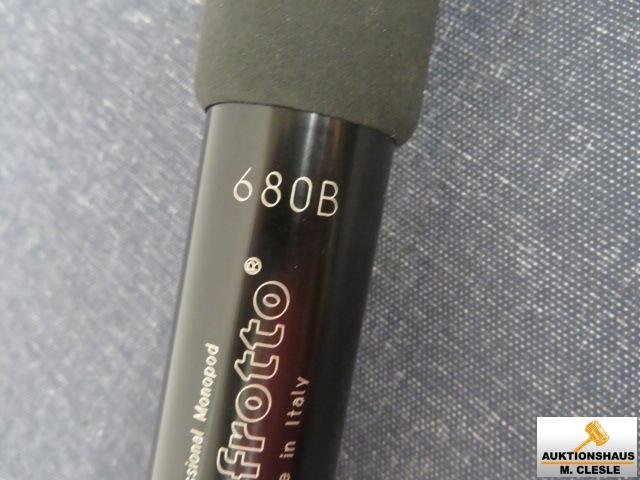 680B
frotto®
ssional Monopod
e in Italy
AUKTIONSHAUS
M. CLESLE